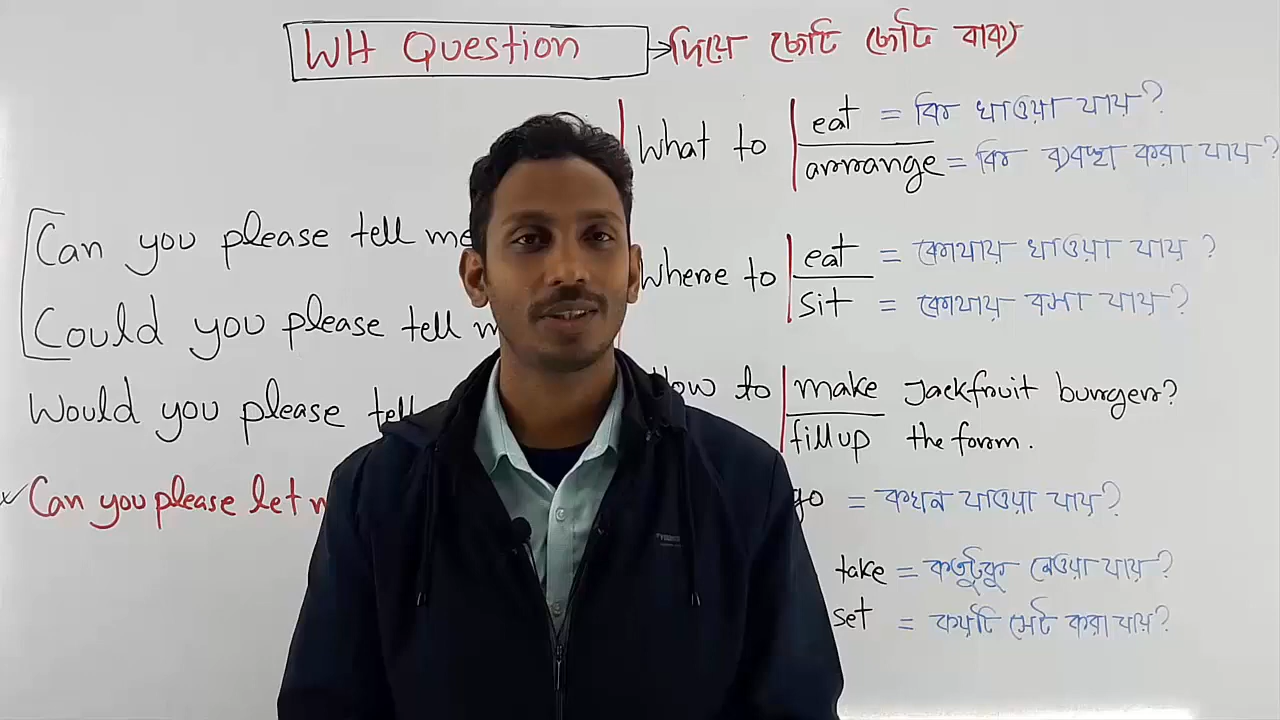 WH Question → দিয়ে ছোট ছোট বাক্য
What to eat = কি খাওয়া যায়?
arrange = কি ব্যবস্থা করা যায়?
Where to eat = কোথায় খাওয়া যায়?
sit = কোথায় বসা যায়?
How to make Jackfruit burger?
fill up the form.
go = কখন যাওয়া যায়?
take = কতটুকু নেওয়া যায়?
set = কয়টি সেট করা যায়?
Can you please tell me
Could you please tell m
Would you please tell
Can you please let m